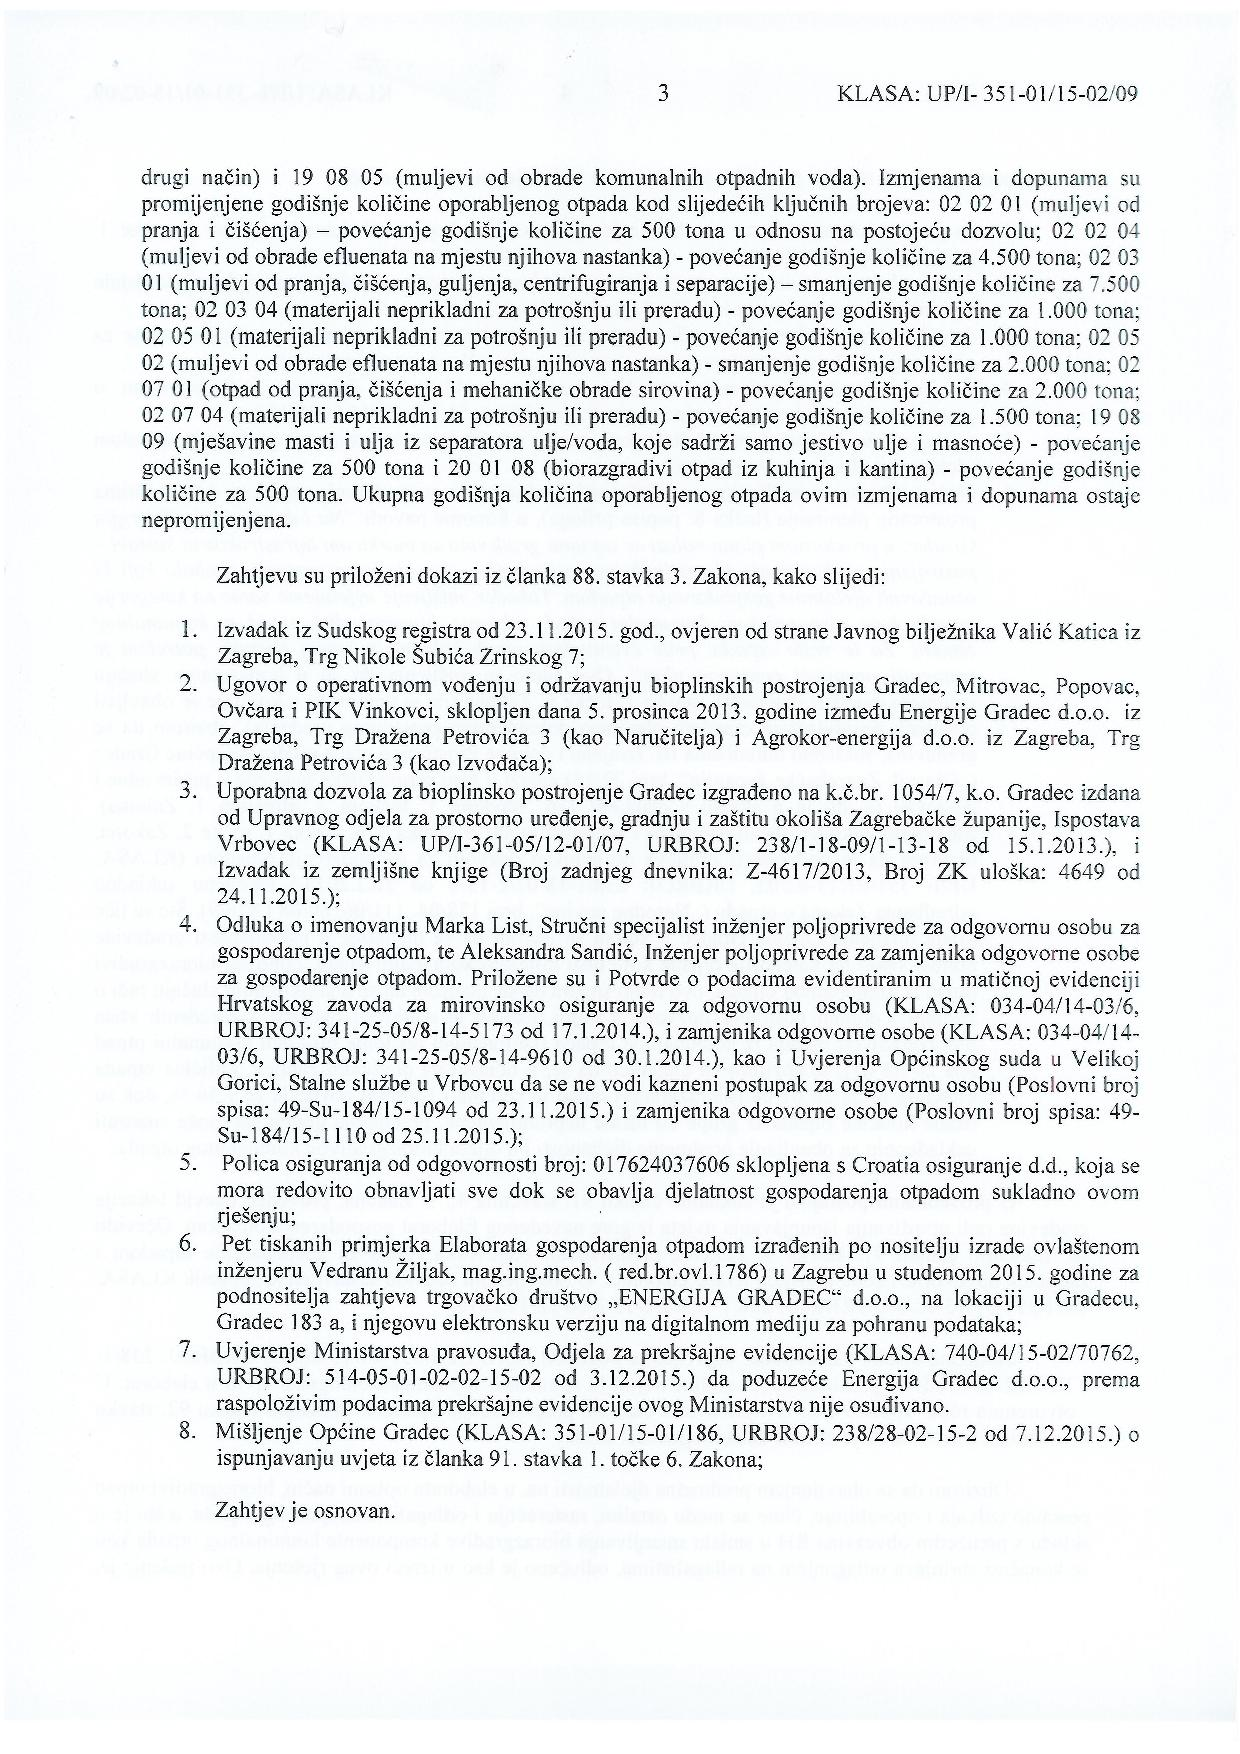 3 KLASA: UP/I- 351-01/15-02/09
drugi način) i 19 08 05 (muljevi od obrade komunalnih otpadnih voda). Izmjenama i dopunama su
promijenjene godišnje količine oporabljenog otpada kod slijedećih ključnih brojeva: 02 02 01 (muljevi od
pranja i čišćenja) – povećanje godišnje količine za 500 tona u odnosu na postojeću dozvolu; 02 02 04
(muljevi od obrade efluenata na mjestu njihova nastanka) - povećanje godišnje količine za 4.500 tona; 02 03
01 (muljevi od pranja, čišćenja, guljenja, centrifugiranja i separacije) – smanjenje godišnje količine za 7.500
tona; 02 03 04 (materijali neprikladni za potrošnju ili preradu) - povećanje godišnje količine za 1.000 tona;
02 05 01 (materijali neprikladni za potrošnju ili preradu) - povećanje godišnje količine za 1.000 tona; 02 05
02 (muljevi od obrade efluenata na mjestu njihova nastanka) - smanjenje godišnje količine za 2.000 tona; 02
07 01 (otpad od pranja, čišćenja i mehaničke obrade sirovina) - povećanje godišnje količine za 2.000 tona;
02 07 04 (materijali neprikladni za potrošnju ili preradu) - povećanje godišnje količine za 1.500 tona; 19 08
09 (mješavine masti i ulja iz separatora ulje/voda, koje sadrži samo jestivo ulje i masnoće) - povećanje
godišnje količine za 500 tona i 20 01 08 (biorazgradivi otpad iz kuhinja i kantina) - povećanje godišnje
količine za 500 tona. Ukupna godišnja količina oporabljenog otpada ovim izmjenama i dopunama ostaje
nepromijenjena.
Zahtjevu su priloženi dokazi iz članka 88. stavka 3. Zakona, kako slijedi:
1. Izvadak iz Sudskog registra od 23.11.2015. god., ovjeren od strane Javnog bilježnika Valić Katica iz
Zagreba, Trg Nikole Šubića Zrinskog 7;
2. Ugovor o operativnom vođenju i održavanju bioplinskih postrojenja Gradec, Mitrovac, Popovac,
Ovčara i PIK Vinkovci, sklopljen dana 5. prosinca 2013. godine između Energije Gradec d.o.o. iz
Zagreba, Trg Dražena Petrovića 3 (kao Naručitelja) i Agrokor-energija d.o.o. iz Zagreba, Trg
Dražena Petrovića 3 (kao Izvođača);
3. Uporabna dozvola za bioplinsko postrojenje Gradec izgrađeno na k.č.br. 1054/7, k.o. Gradec izdana
od Upravnog odjela za prostorno uređenje, gradnju i zaštitu okoliša Zagrebačke županije, Ispostava
Vrbovec (KLASA: UP/I-361-05/12-01/07, URBROJ: 238/1-18-09/1-13-18 od 15.1.2013.), i
Izvadak iz zemljišne knjige (Broj zadnjeg dnevnika: Z-4617/2013, Broj ZK uloška: 4649 od
24.11.2015.);
4. Odluka o imenovanju Marka List, Stručni specijalist inženjer poljoprivrede za odgovornu osobu za
gospodarenje otpadom, te Aleksandra Sandić, Inženjer poljoprivrede za zamjenika odgovorne osobe
za gospodarenje otpadom. Priložene su i Potvrde o podacima evidentiranim u matičnoj evidenciji
Hrvatskog zavoda za mirovinsko osiguranje za odgovornu osobu (KLASA: 034-04/14-03/6,
URBROJ: 341-25-05/8-14-5173 od 17.1.2014.), i zamjenika odgovorne osobe (KLASA: 034-04/14-
03/6, URBROJ: 341-25-05/8-14-9610 od 30.1.2014.), kao i Uvjerenja Općinskog suda u Velikoj
Gorici, Stalne službe u Vrbovcu da se ne vodi kazneni postupak za odgovornu osobu (Poslovni broj
spisa: 49-Su-184/15-1094 od 23.11.2015.) i zamjenika odgovorne osobe (Poslovni broj spisa: 49-
Su-184/15-1110 od 25.11.2015.);
5. Polica osiguranja od odgovornosti broj: 017624037606 sklopljena s Croatia osiguranje d.d., koja se
mora redovito obnavljati sve dok se obavlja djelatnost gospodarenja otpadom sukladno ovom
rješenju;
6. Pet tiskanih primjerka Elaborata gospodarenja otpadom izrađenih po nositelju izrade ovlaštenom
inženjeru Vedranu Žiljak, mag.ing.mech. ( red.br.ovl.1786) u Zagrebu u studenom 2015. godine za
podnositelja zahtjeva trgovačko društvo „ENERGIJA GRADEC“ d.o.o., na lokaciji u Gradecu,
Gradec 183 a, i njegovu elektronsku verziju na digitalnom mediju za pohranu podataka;
7. Uvjerenje Ministarstva pravosuđa, Odjela za prekršajne evidencije (KLASA: 740-04/15-02/70762,
URBROJ: 514-05-01-02-02-15-02 od 3.12.2015.) da poduzeće Energija Gradec d.o.o., prema
raspoloživim podacima prekršajne evidencije ovog Ministarstva nije osuđivano.
8. Mišljenje Općine Gradec (KLASA: 351-01/15-01/186, URBROJ: 238/28-02-15-2 od 7.12.2015.) o
ispunjavanju uvjeta iz članka 91. stavka 1. točke 6. Zakona;
Zahtjev je osnovan.